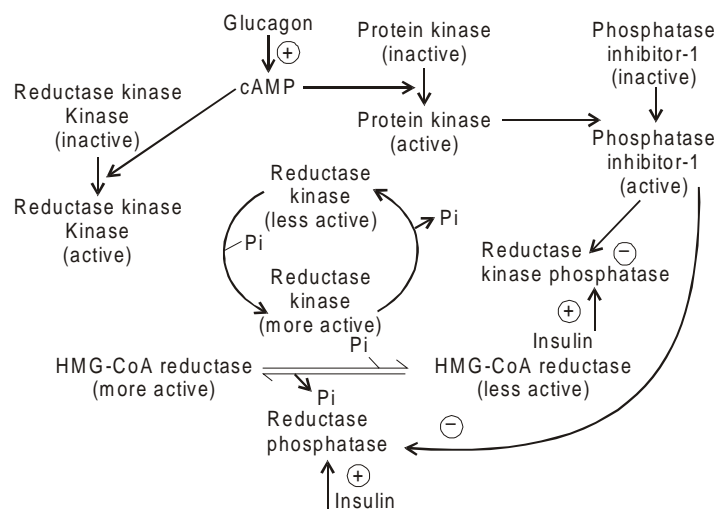 Glucagon
+
cAMP
Protein kinase
(inactive)
Phosphatase
inhibitor-1
(inactive)
Reductase kinase
Kinase
(inactive)
Protein kinase
(active)
Phosphatase
inhibitor-1
(active)
Reductase kinase
Kinase
(active)
Reductase
kinase
(less active)
Pi
Pi
Reductase
kinase
(more active)
Reductase
kinase phosphatase
−
+
Insulin
Pi
HMG-CoA reductase
(more active)
HMG-CoA reductase
(less active)
Pi
Reductase
phosphatase
−
+
Insulin